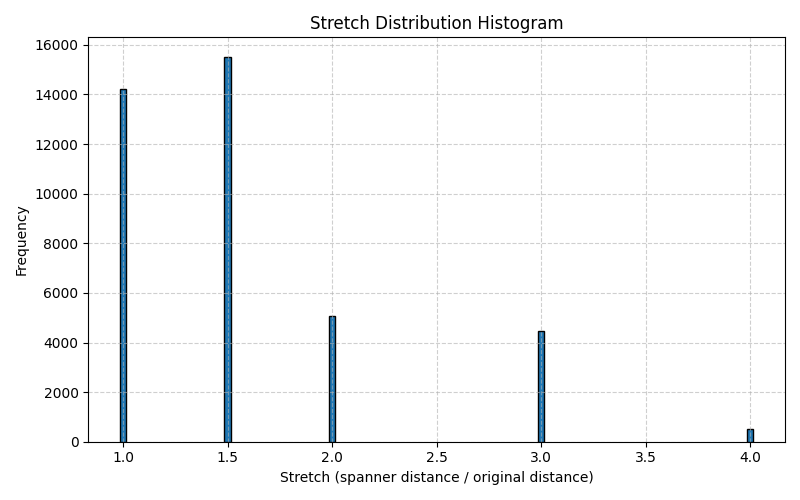 Stretch Distribution Histogram
16000
14000
12000
10000
8000
6000
4000
2000
0
Frequency
1.0 1.5 2.0 2.5 3.0 3.5 4.0
Stretch (spanner distance / original distance)